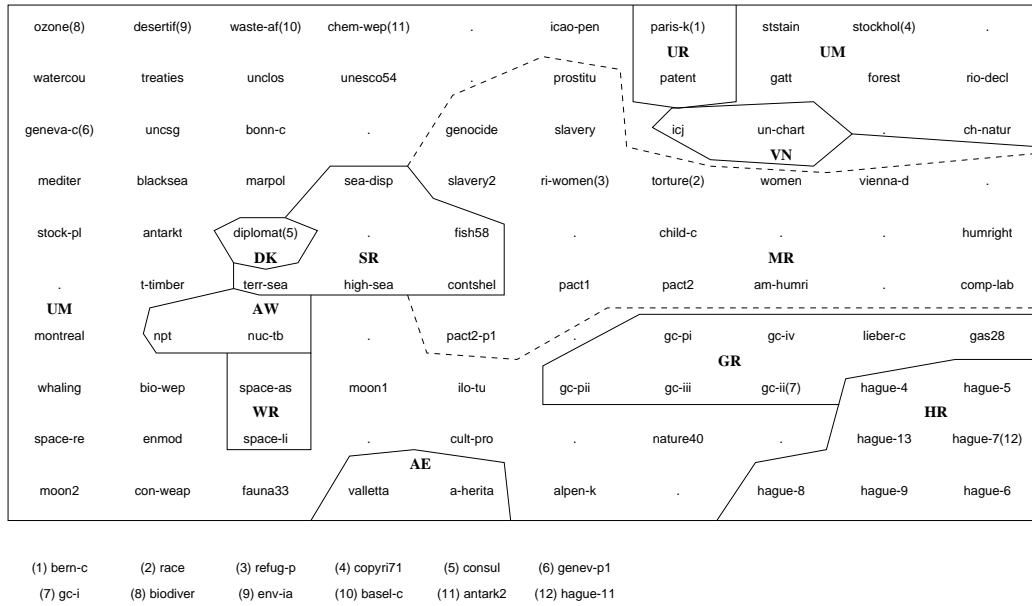 ozone(8) desertif(9) waste-af(10) chem-wep(11) . icao-pen paris-k(1) ststain stockhol(4) .
UR UM
watercou treaties unclos unesco54 . prostitu patent gatt forest rio-decl
geneva-c(6) uncsg bonn-c . genocide slavery icj un-chart . ch-natur
VN
mediter blacksea marpol sea-disp slavery2 ri-women(3) torture(2) women vienna-d .
stock-pl antarkt diplomat(5) . fish58 . child-c . . humright
DK SR MR
. t-timber terr-sea high-sea contshel pact1 pact2 am-humri . comp-lab
UM AW
montreal npt nuc-tb . pact2-p1 . gc-pi gc-iv lieber-c gas28
GR
whaling bio-wep space-as moon1 ilo-tu gc-pii gc-iii gc-ii(7) hague-4 hague-5
WR HR
space-re enmod space-li . cult-pro . nature40 . hague-13 hague-7(12)
AE
moon2 con-weap fauna33 valletta a-herita alpen-k . hague-8 hague-9 hague-6
(1) bern-c (2) race (3) refug-p (4) copyri71 (5) consul (6) genev-p1
(7) gc-i (8) biodiver (9) env-ia (10) basel-c (11) antark2 (12) hague-11